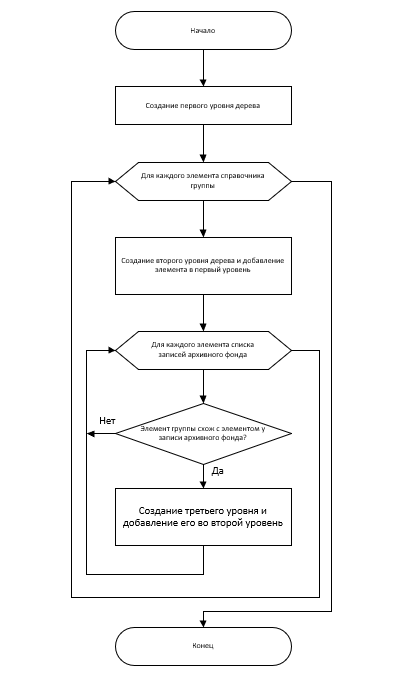 Начало
Создание первого уровня дерева
Для каждого элемента справочника
группы
Создание второго уровня дерева и добавление
элемента в первый уровень
Для каждого элемента списка
записей архивного фонда
Нет
Элемент группы схож с элементом у
записи архивного фонда?
Да
Создание третьего уровня и
добавление его во второй уровень
Конец